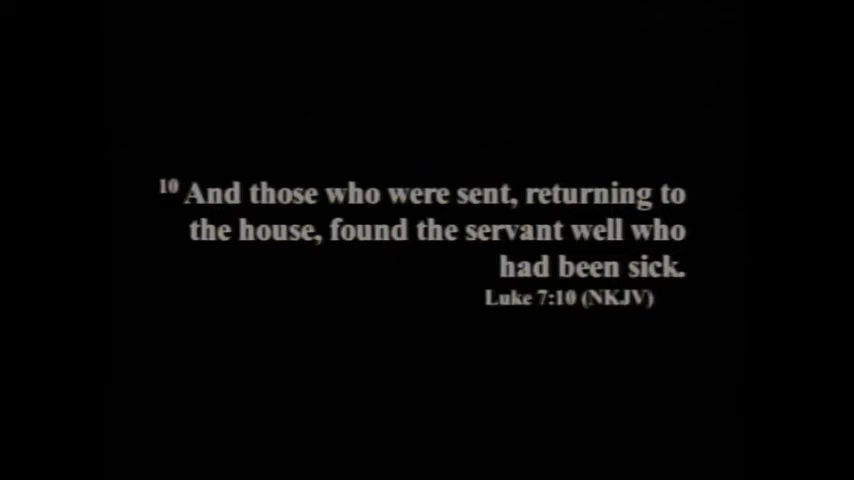 10 And those who were sent, returning to
the house, found the servant well who
had been sick.
Luke 7:10 (NKJV)